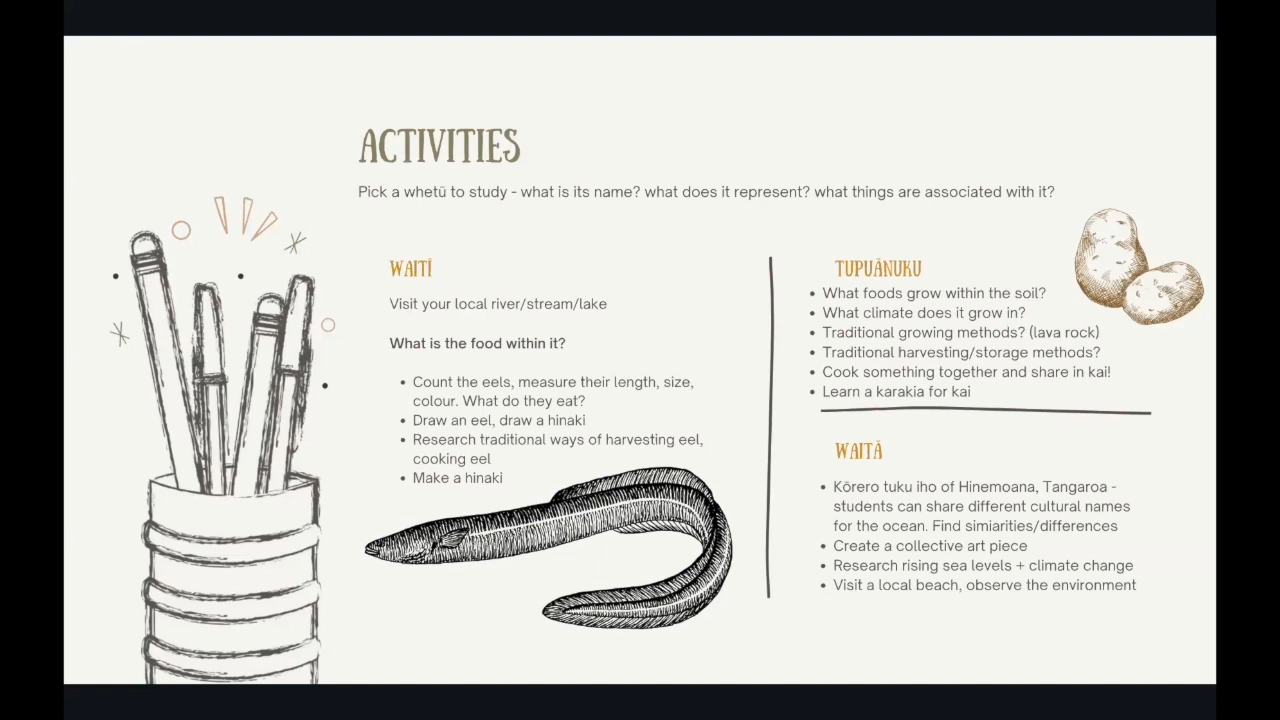 ACTIVITIES
Pick a whetū to study - what is its name? what does it represent? what things are associated with it?
WAITĪ
Visit your local river/stream/lake
What is the food within it?
• Count the eels, measure their length, size,
colour. What do they eat?
• Draw an eel, draw a hinaki
• Research traditional ways of harvesting eel,
cooking eel
• Make a hinaki
TUPUĀNUKU
• What foods grow within the soil?
• What climate does it grow in?
• Traditional growing methods? (lava rock)
• Traditional harvesting/storage methods?
• Cook something together and share in kai!
• Learn a karakia for kai
WAITĀ
• Kōrero tuku iho of Hinemoana, Tangaroa -
students can share different cultural names
for the ocean. Find simiarities/differences
• Create a collective art piece
• Research rising sea levels + climate change
• Visit a local beach, observe the environment